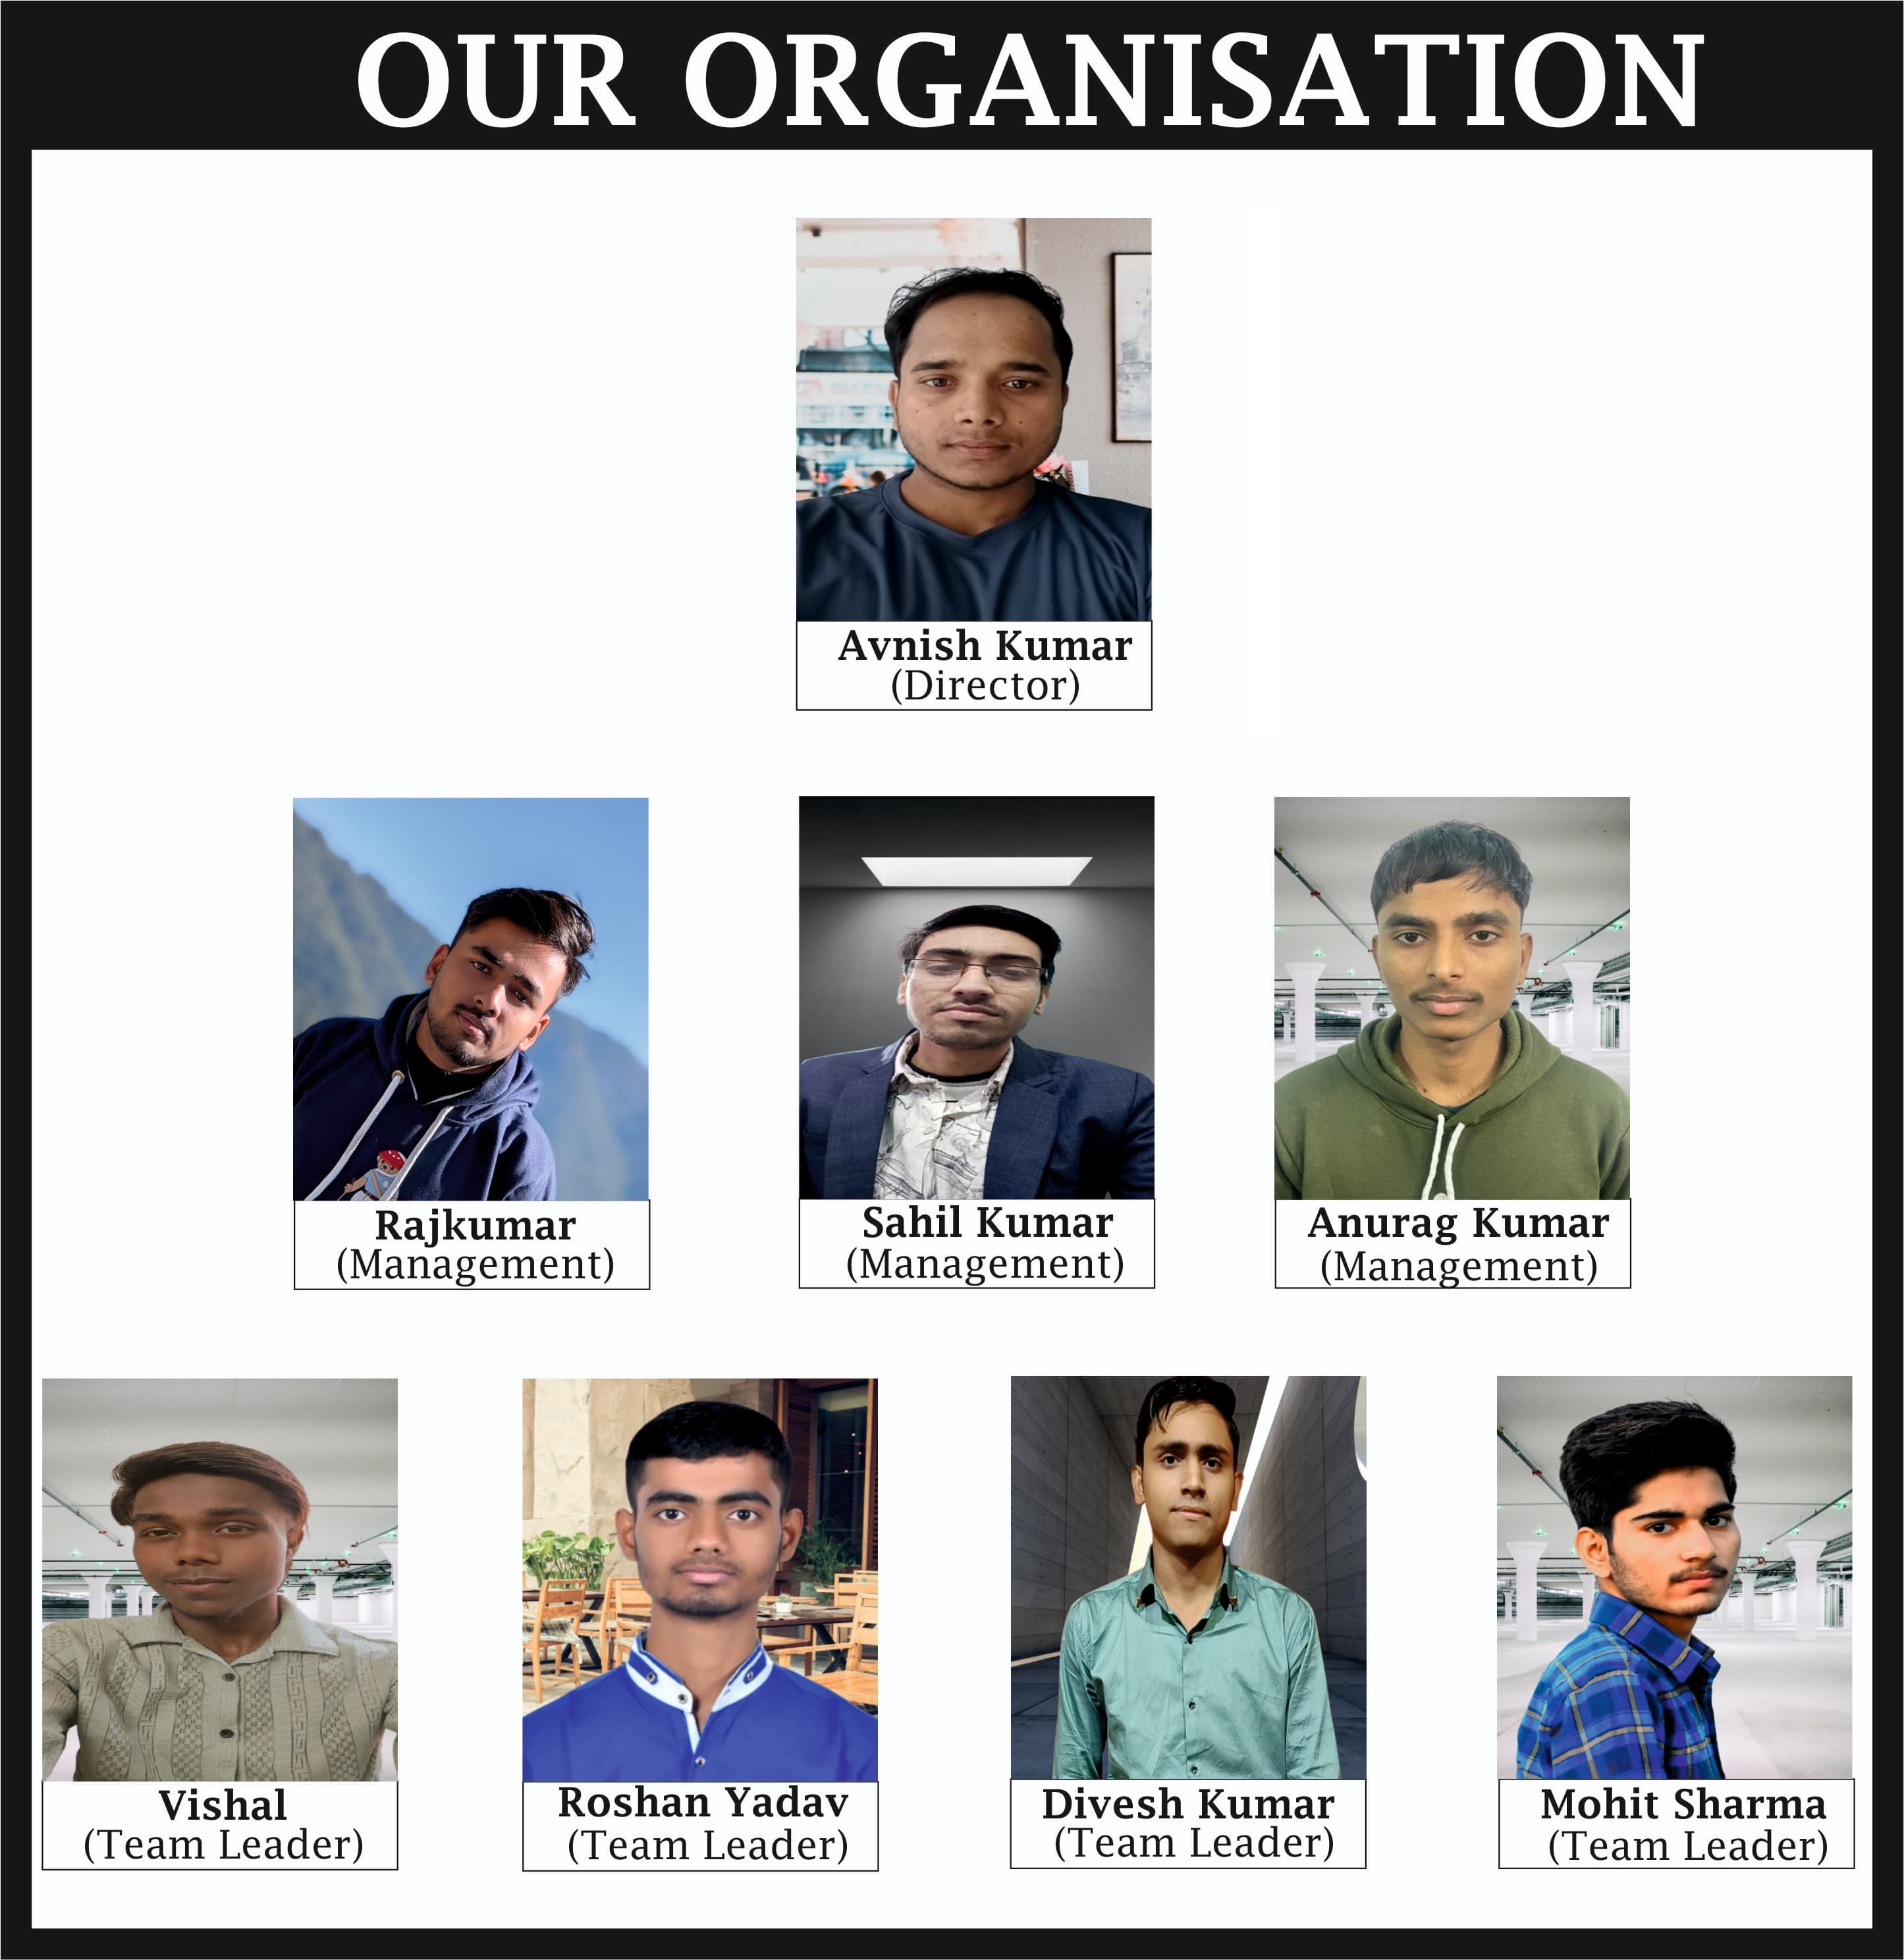 OUR ORGANISATION
Avnish Kumar
(Director)
Rajkumar
(Management)
Sahil Kumar
(Management)
Anurag Kumar
(Management)
Vishal
(Team Leader)
Roshan Yadav
(Team Leader)
Divesh Kumar
(Team Leader)
Mohit Sharma
(Team Leader)